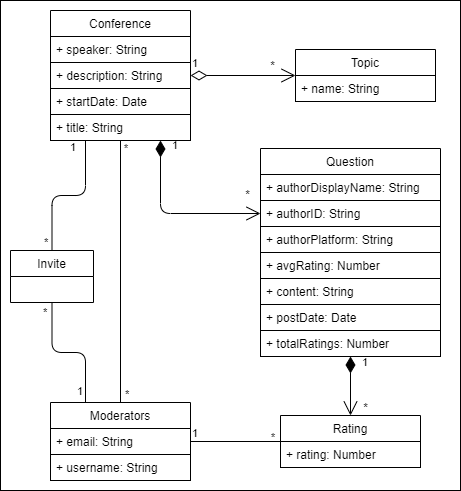 Conference
+ speaker: String
+ description: String
+ startDate: Date
+ title: String
1
*
Topic
+ name: String
1
*
1
*
Question
+ authorDisplayName: String
+ authorID: String
+ authorPlatform: String
+ avgRating: Number
+ content: String
+ postDate: Date
+ totalRatings: Number
*
Invite
*
1
*
1
*
Moderators
+ email: String
+ username: String
1
*
Rating
+ rating: Number